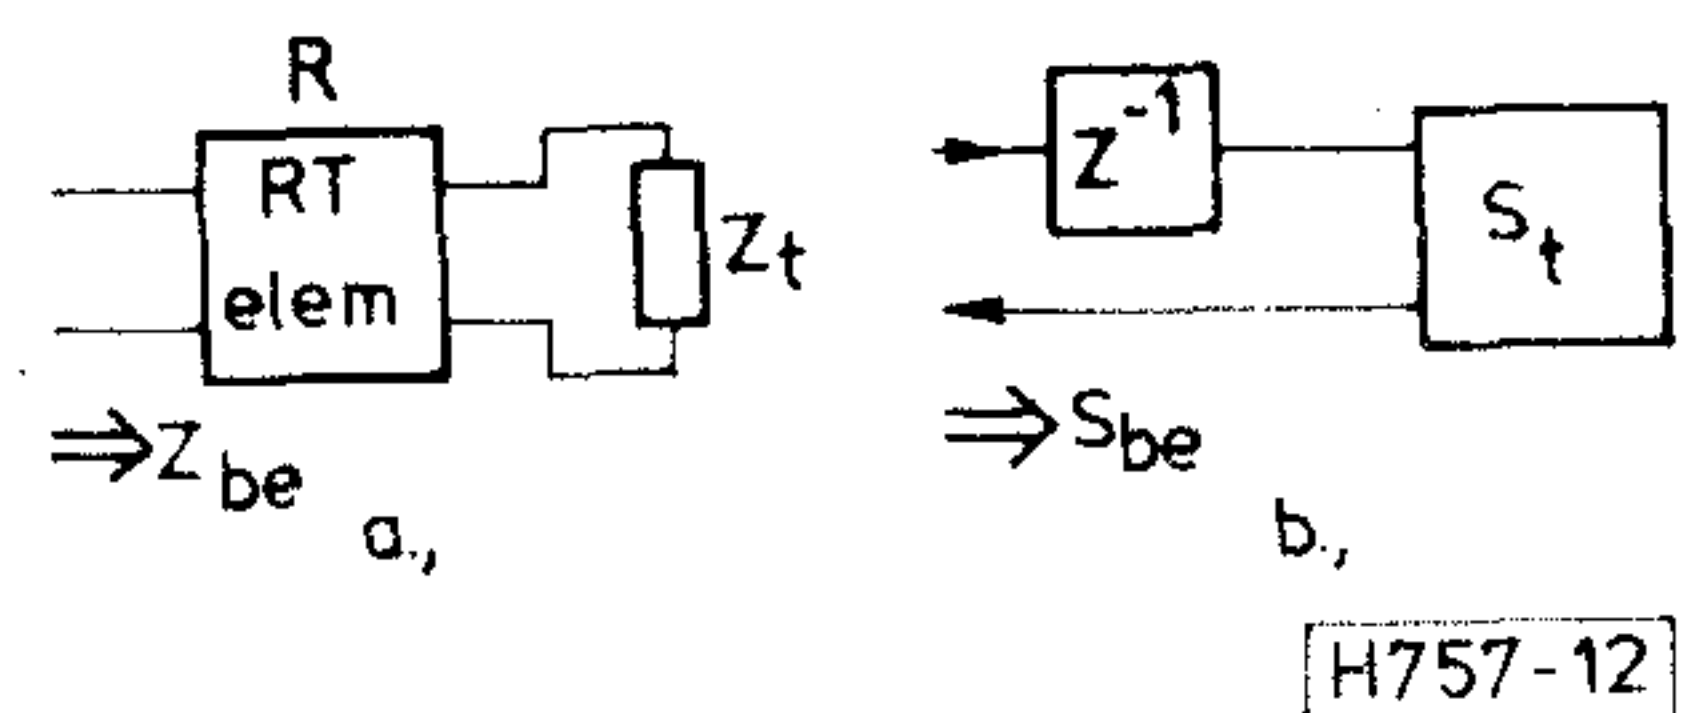 R
RT
elem
Z_t
⇒Z_be
a.,
z^-1
S_t
⇒S_be
b.,
H757-12